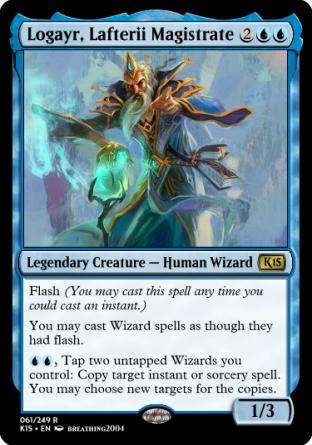 Logayr, Lafterii Magistrate 2
Legendary Creature — Human Wizard K15
Flash (You may cast this spell any time you
could cast an instant.)
You may cast Wizard spells as though they
had flash.
, Tap two untapped Wizards you
control: Copy target instant or sorcery spell.
You may choose new targets for the copies.
1/3
061/249 R
K15 • EN BREATHING2004